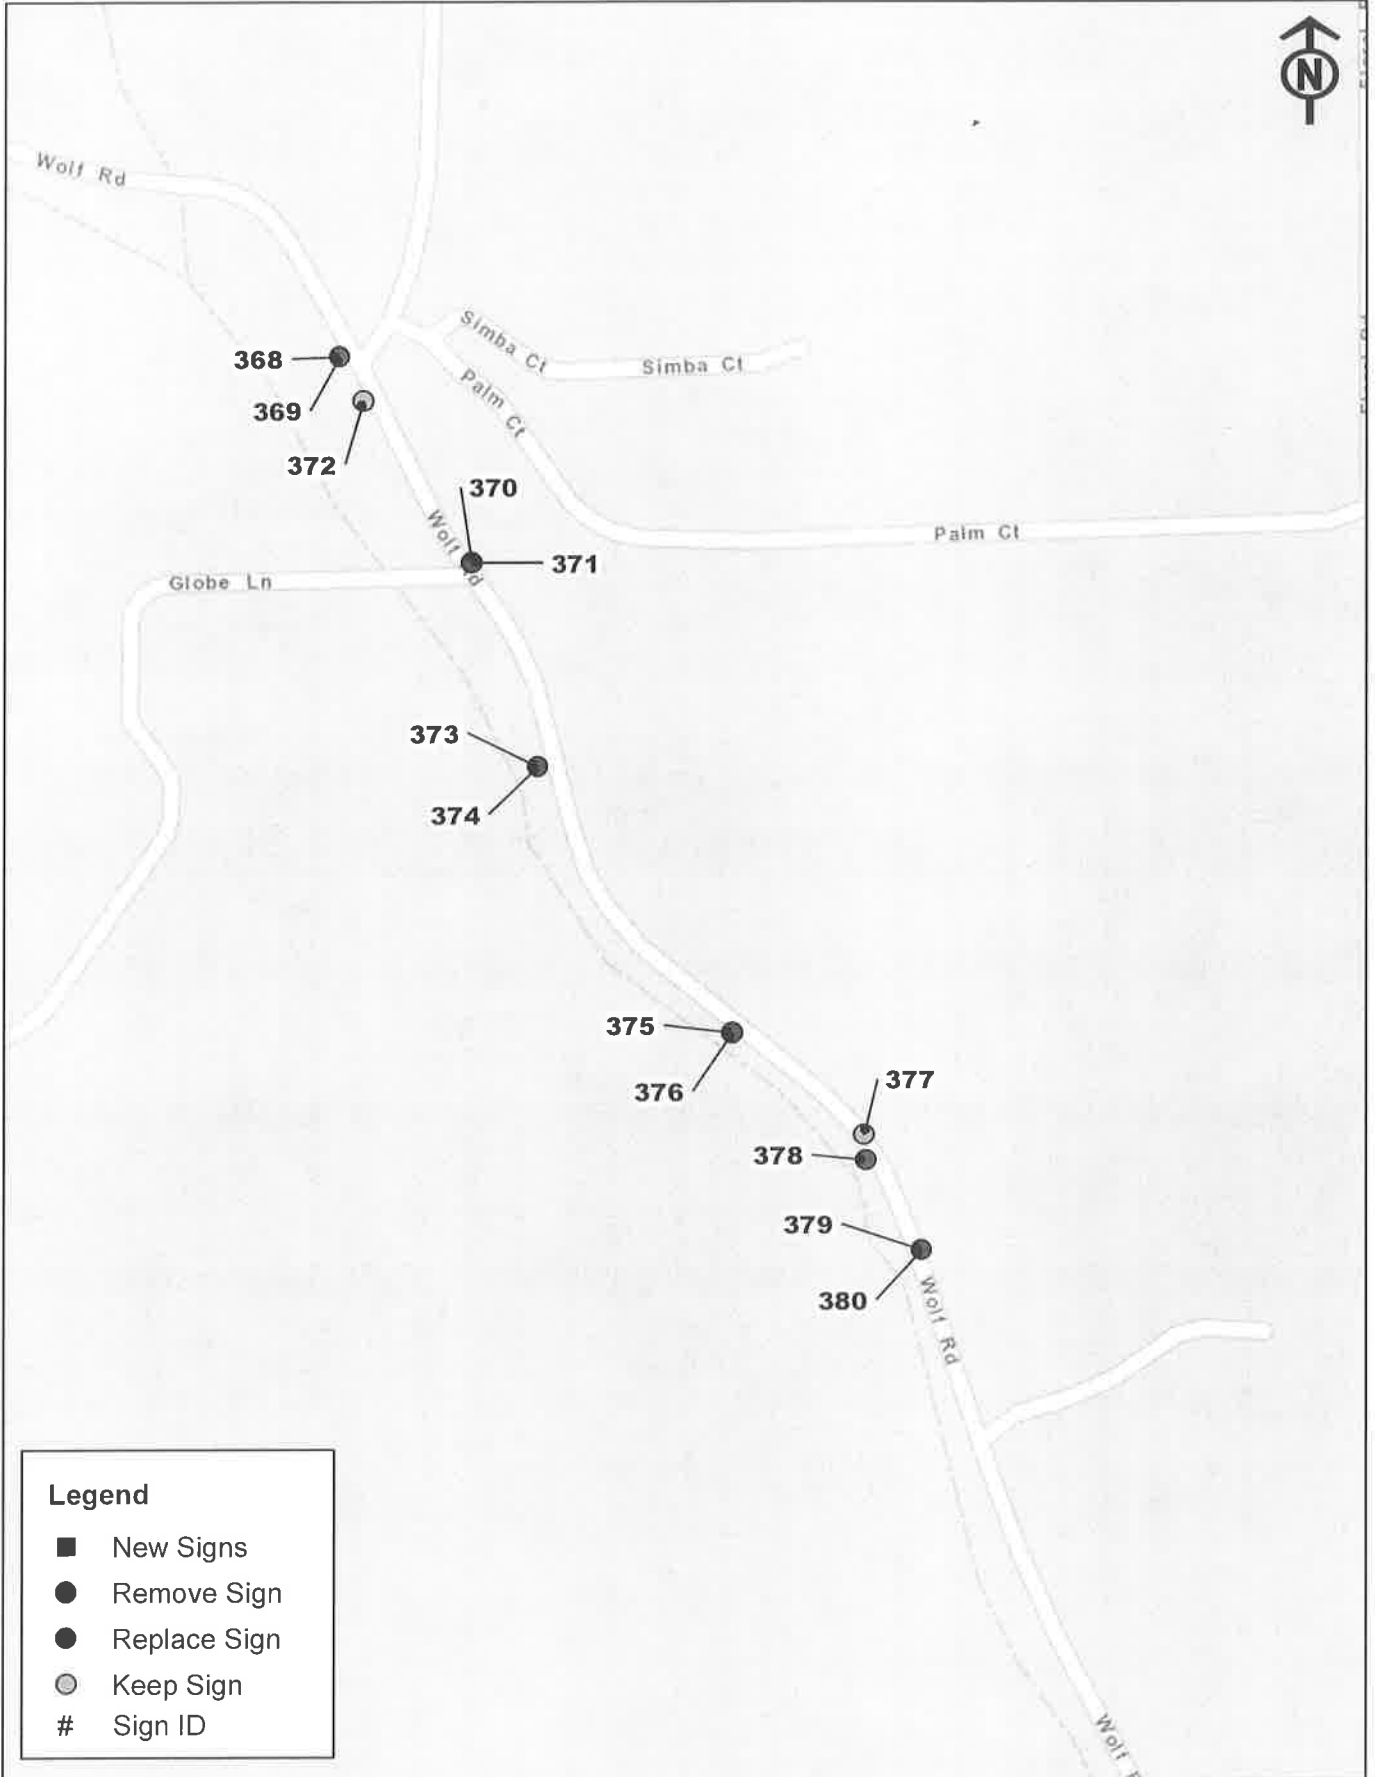 N
Wolf Rd
Simba Ct
Simba Ct
368
Palm Ct
369
372
370
Wolf Rd
Palm Ct
371
Globe Ln
373
374
375
376
377
378
379
380
Wolf Rd
Legend
New Signs
Remove Sign
Replace Sign
Keep Sign
# Sign ID
Wolf